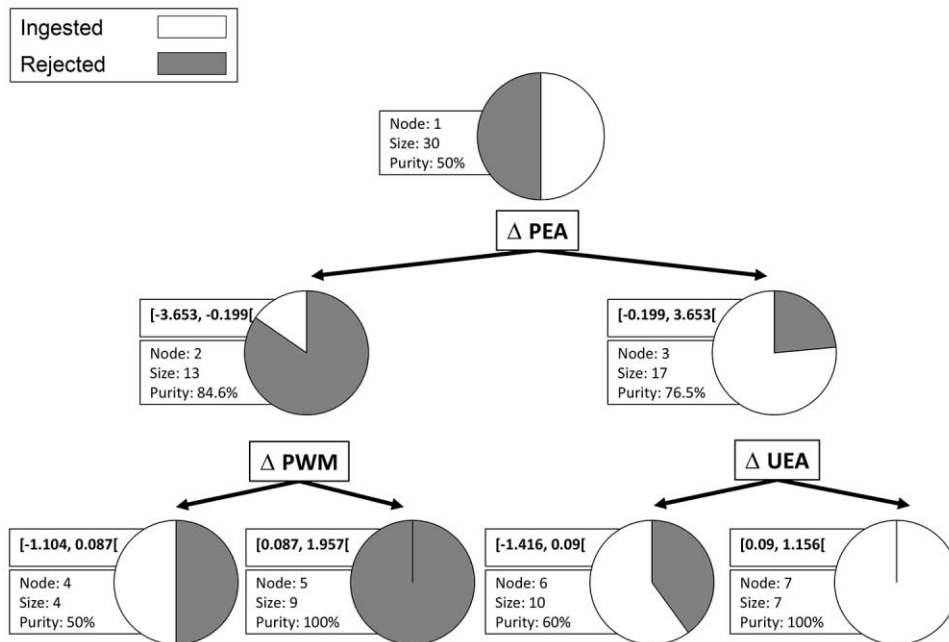 Ingested
Rejected
Node: 1
Size: 30
Purity: 50%
Δ PEA
[-3.653, -0.199[
Node: 2
Size: 13
Purity: 84.6%
[-0.199, 3.653[
Node: 3
Size: 17
Purity: 76.5%
Δ PWM
Δ UEA
[-1.104, 0.087[
Node: 4
Size: 4
Purity: 50%
[0.087, 1.957[
Node: 5
Size: 9
Purity: 100%
[-1.416, 0.09[
Node: 6
Size: 10
Purity: 60%
[0.09, 1.156[
Node: 7
Size: 7
Purity: 100%